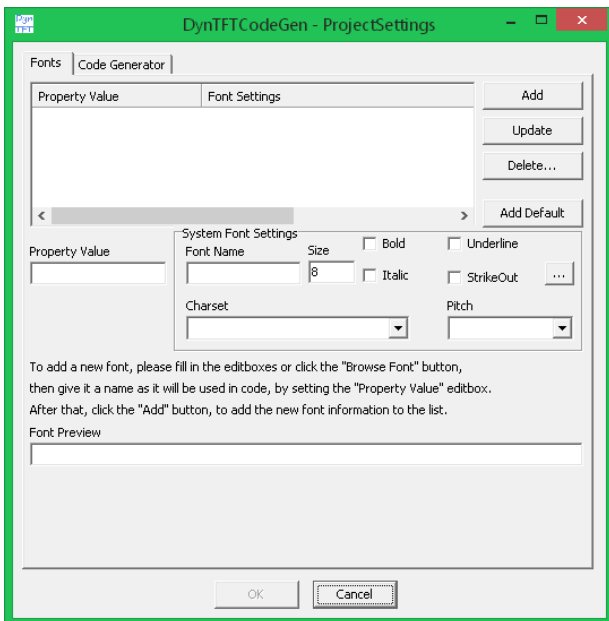 Dyn
TFT
DynTFTCodeGen - ProjectSettings
Fonts
Code Generator
Property Value
Font Settings
Add
Update
Delete...
Add Default
System Font Settings
Property Value
Font Name
Size
8
Bold
Italic
Underline
StrikeOut
...
Charset
Pitch
To add a new font, please fill in the editboxes or click the "Browse Font" button,
then give it a name as it will be used in code, by setting the "Property Value" editbox.
After that, click the "Add" button, to add the new font information to the list.
Font Preview
OK
Cancel